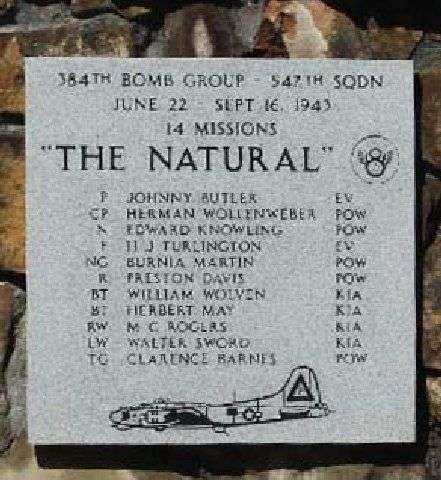 384TH BOMB GROUP - 547TH SQDN
JUNE 22 - SEPT 16, 1943
14 MISSIONS
"THE NATURAL" 8
P JOHNNY BUTLER EV
CP HERMAN WOLLENWEBER POW
N EDWARD KNOWLING POW
E H J TURLINGTON EV
NG BURNIA MARTIN POW
R PRESTON DAVIS POW
BT WILLIAM WOLVEN KIA
BT HERBERT MAY KIA
RW M C ROGERS KIA
LW WALTER SWORD KIA
TG CLARENCE BARNES POW